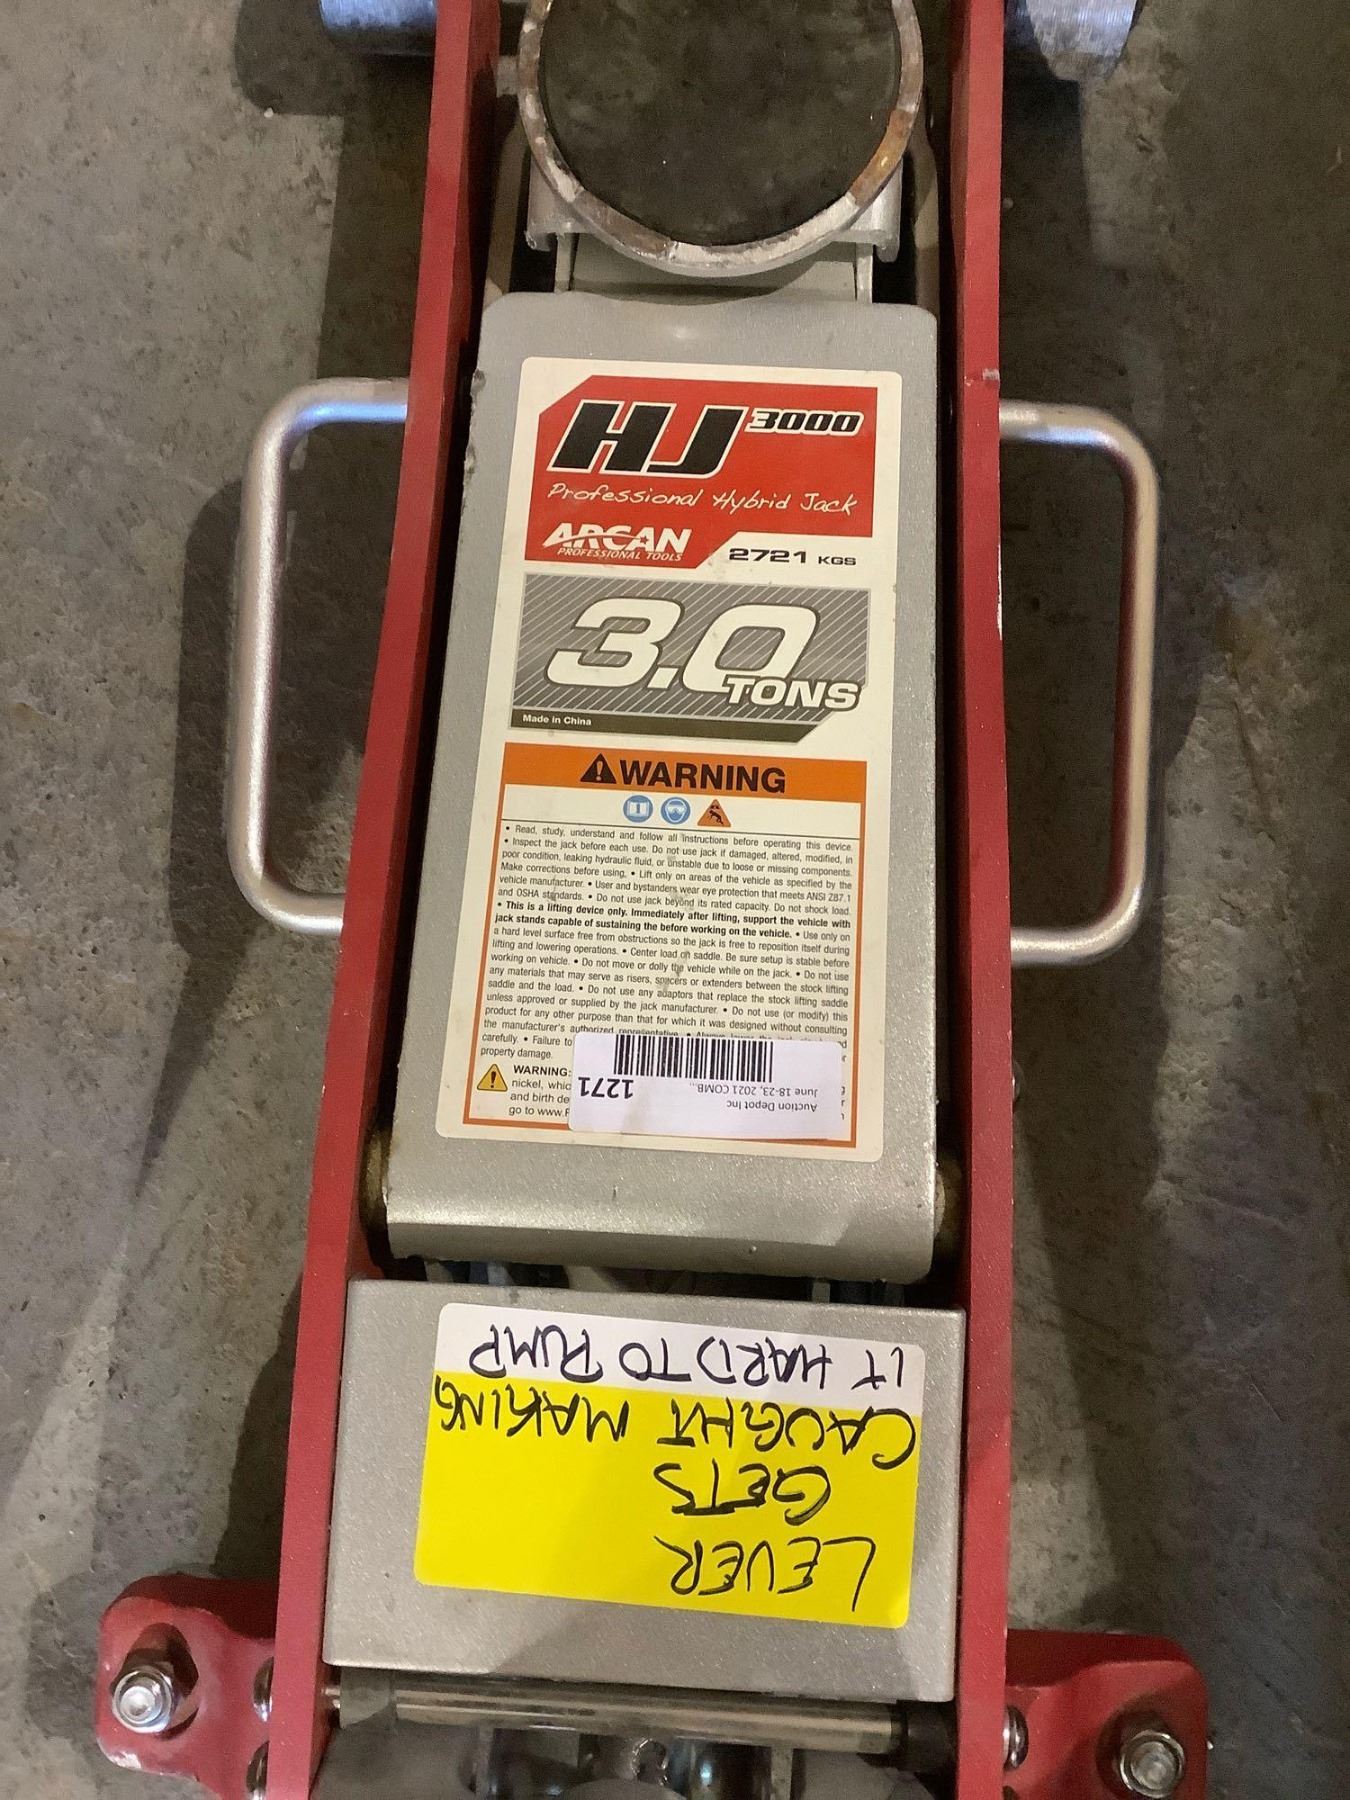 HJ 3000
Professional Hybrid Jack
ARCAN
PROFESSIONAL TOOLS
2721 KGS
3.0
TONS
Made in China
WARNING
• Read, study, understand and follow all instructions before operating this device.
• Inspect the jack before each use. Do not use jack if damaged, altered, modified, in
poor condition, leaking hydraulic fluid, or unstable due to loose or missing components.
Make corrections before using. • Lift only on areas of the vehicle as specified by the
vehicle manufacturer. • User and bystanders wear eye protection that meets ANSI Z87.1
and OSHA standards. • Do not use jack beyond its rated capacity. Do not shock load.
• This is a lifting device only. Immediately after lifting, support the vehicle with
jack stands capable of sustaining the before working on the vehicle. • Use only on
a hard level surface free from obstructions so the jack is free to reposition itself during
lifting and lowering operations. • Center load on saddle. Be sure setup is stable before
working on vehicle. • Do not move or dolly the vehicle while on the jack. • Do not use
any materials that may serve as risers, spacers or extenders between the stock lifting
saddle and the load. • Do not use any adaptors that replace the stock lifting saddle
unless approved or supplied by the jack manufacturer. • Do not use (or modify) this
product for any other purpose than that for which it was designed without consulting
the manufacturer's authorized representative. • Always lower the jack
carefully. • Failure to
property damage.
WARNING:
nickel, whic
and birth de
go to www.P
Auction Depot Inc
June 18-23, 2021 COMB...
1271
LEVER
GETS
CAUGHT MAKING
IT HARD TO PUMP